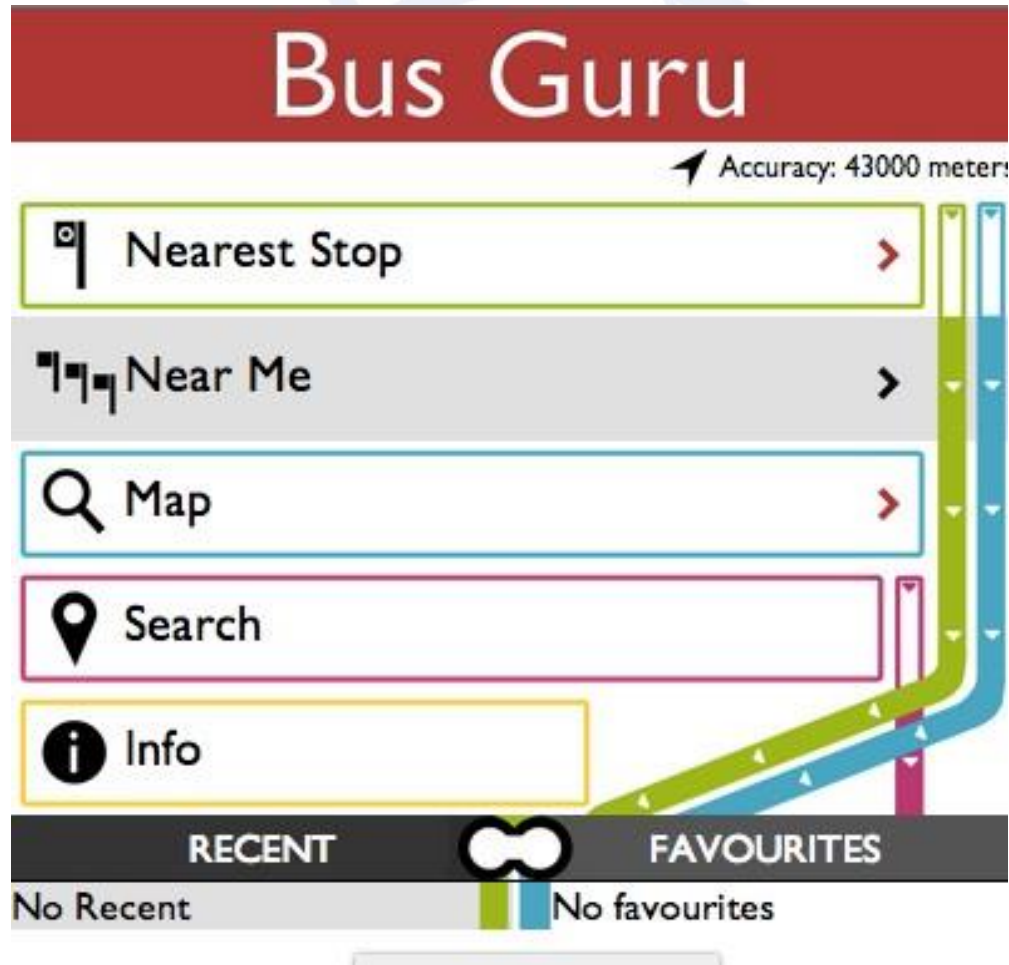 Bus Guru
Accuracy: 43000 meters
Nearest Stop
Near Me
Map
Search
Info
RECENT FAVOURITES
No Recent No favourites